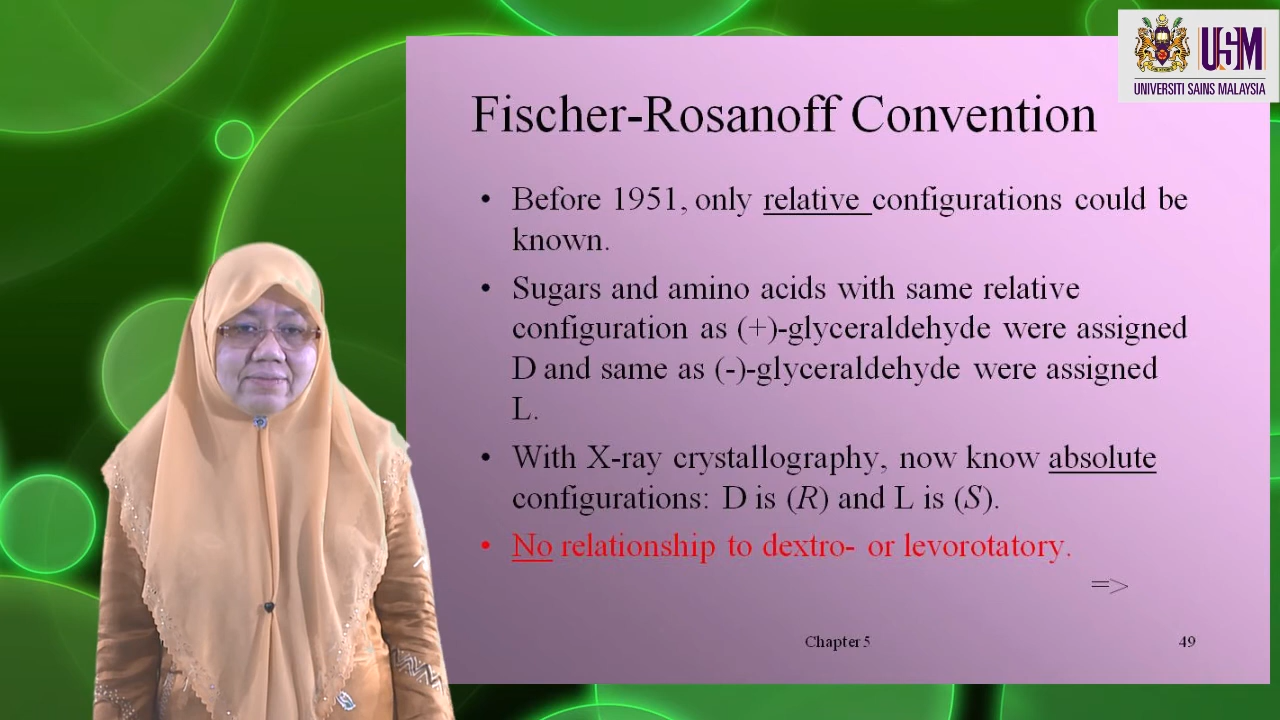 USM
UNIVERSITI SAINS MALAYSIA
Fischer-Rosanoff Convention
• Before 1951, only relative configurations could be
known.
• Sugars and amino acids with same relative
configuration as (+)-glyceraldehyde were assigned
D and same as (-)-glyceraldehyde were assigned
L.
• With X-ray crystallography, now know absolute
configurations: D is (R) and L is (S).
• No relationship to dextro- or levorotatory.
=>
Chapter 5
49